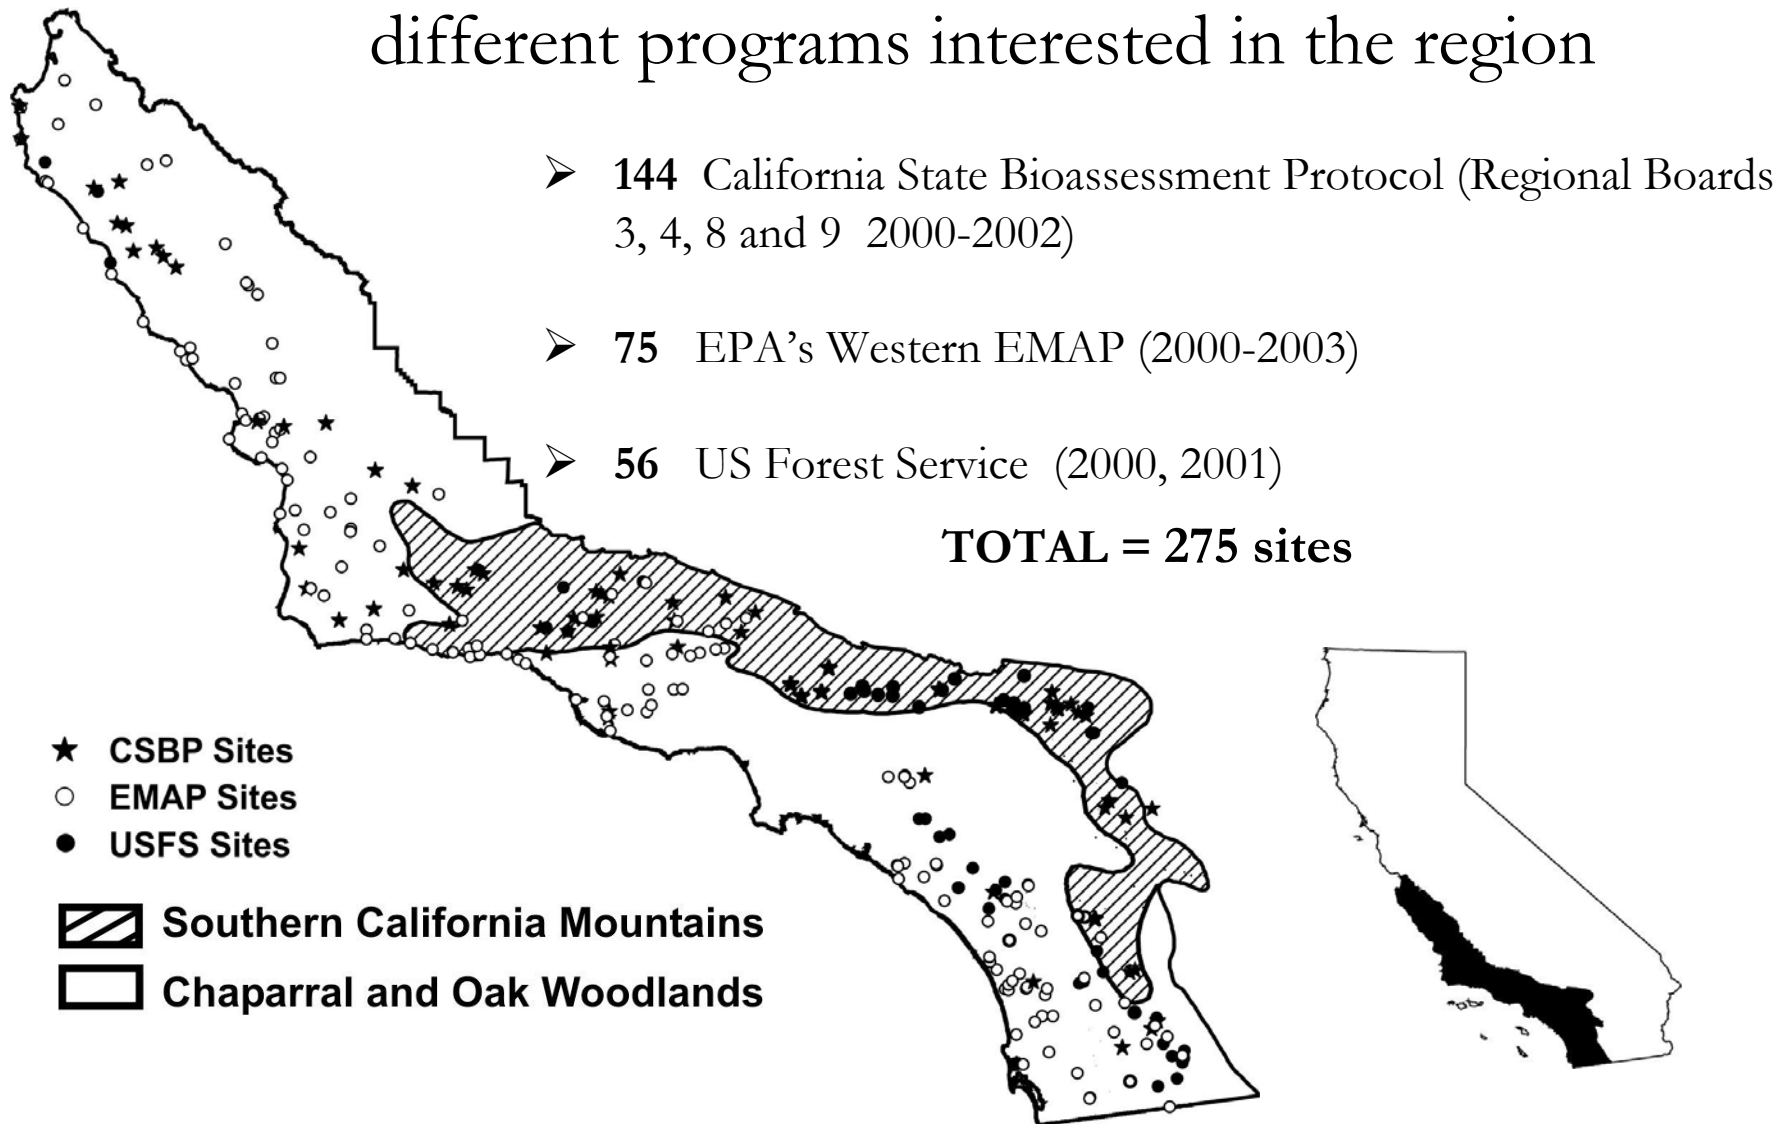 different programs interested in the region
➢ 144 California State Bioassessment Protocol (Regional Boards
3, 4, 8 and 9 2000-2002)
➢ 75 EPA’s Western EMAP (2000-2003)
➢ 56 US Forest Service (2000, 2001)
TOTAL = 275 sites
CSBP Sites
EMAP Sites
USFS Sites
Southern California Mountains
Chaparral and Oak Woodlands